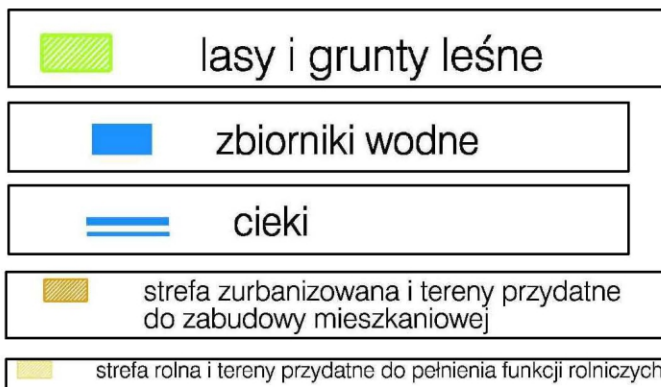 lasy i grunty leśne
zbiorniki wodne
cieki
strefa zurbanizowana i tereny przydatne
do zabudowy mieszkaniowej
strefa rolna i tereny przydatne do pełnienia funkcji rolniczych